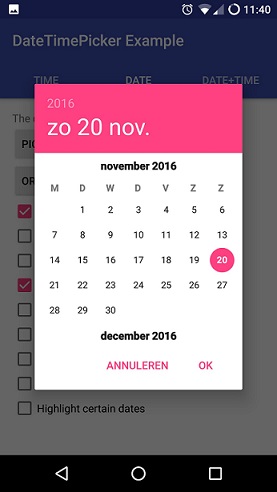 11:40
DateTimePicker Example
TIME DATE DATE+TIME
The
PIC
OR
2016
zo 20 nov.
november 2016
M D W D V Z Z
1 2 3 4 5 6
7 8 9 10 11 12 13
14 15 16 17 18 19 20
21 22 23 24 25 26 27
28 29 30
december 2016
ANNULEREN OK
Highlight certain dates